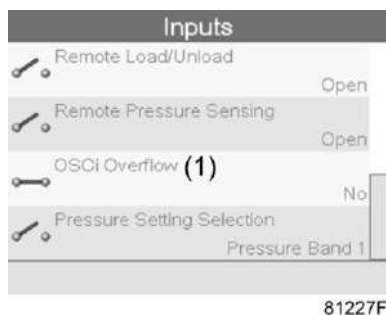 Inputs
Remote Load/Unload
Open
Remote Pressure Sensing
Open
OSCi Overflow (1)
No
Pressure Setting Selection
Pressure Band 1
81227F